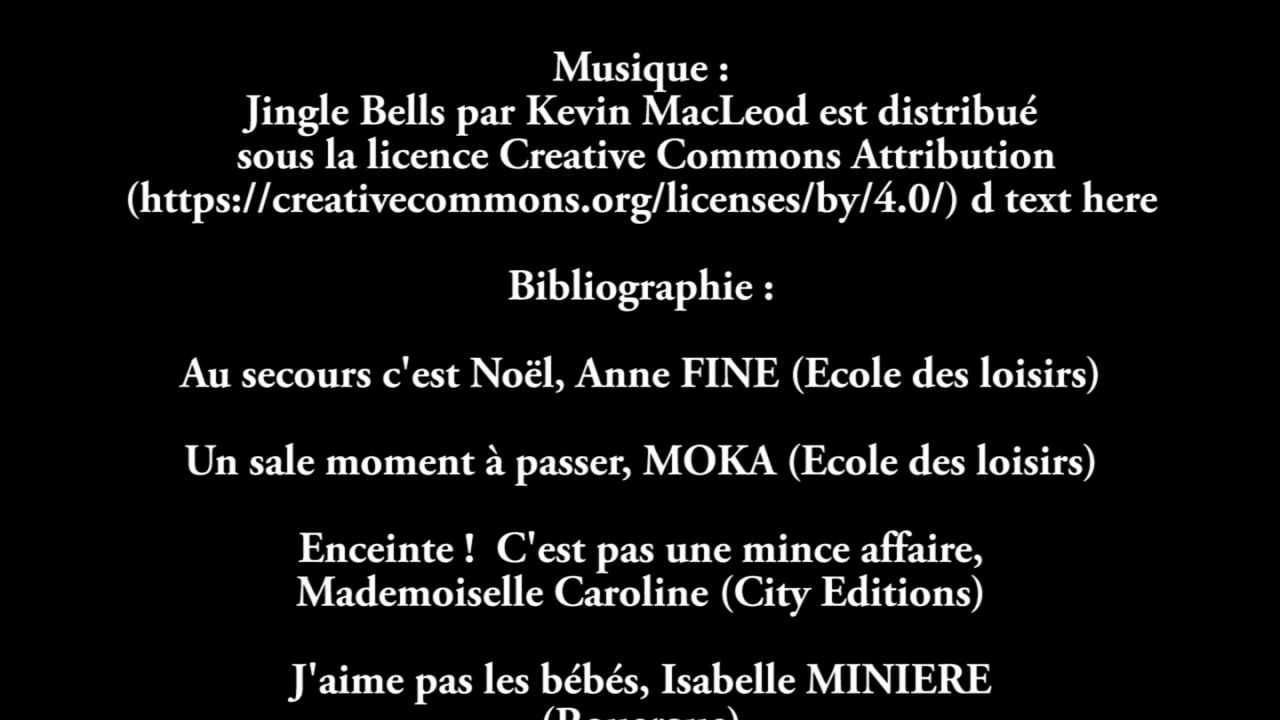 Musique :
Jingle Bells par Kevin MacLeod est distribué
sous la licence Creative Commons Attribution
(https://creativecommons.org/licenses/by/4.0/) d text here
Bibliographie :
Au secours c'est Noël, Anne FINE (Ecole des loisirs)
Un sale moment à passer, MOKA (Ecole des loisirs)
Enceinte !  C'est pas une mince affaire,
Mademoiselle Caroline (City Editions)
J'aime pas les bébés, Isabelle MINIERE